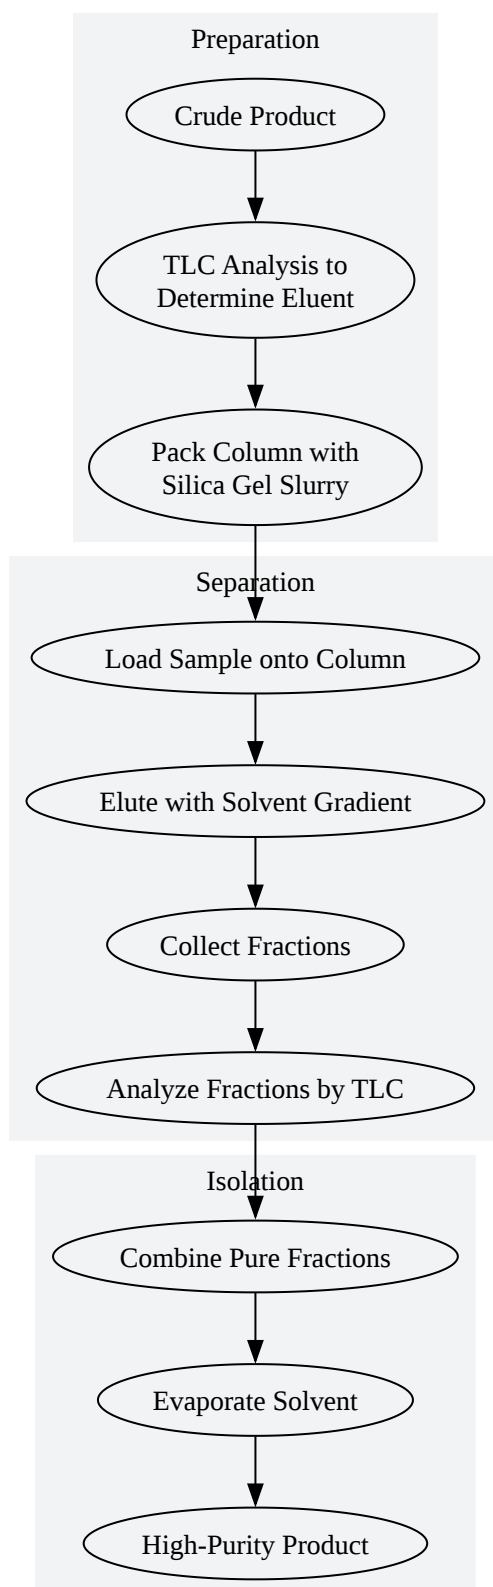 Preparation
Crude Product
TLC Analysis to
Determine Eluent
Pack Column with
Silica Gel Slurry
Separation
Load Sample onto Column
Elute with Solvent Gradient
Collect Fractions
Analyze Fractions by TLC
Isolation
Combine Pure Fractions
Evaporate Solvent
High-Purity Product